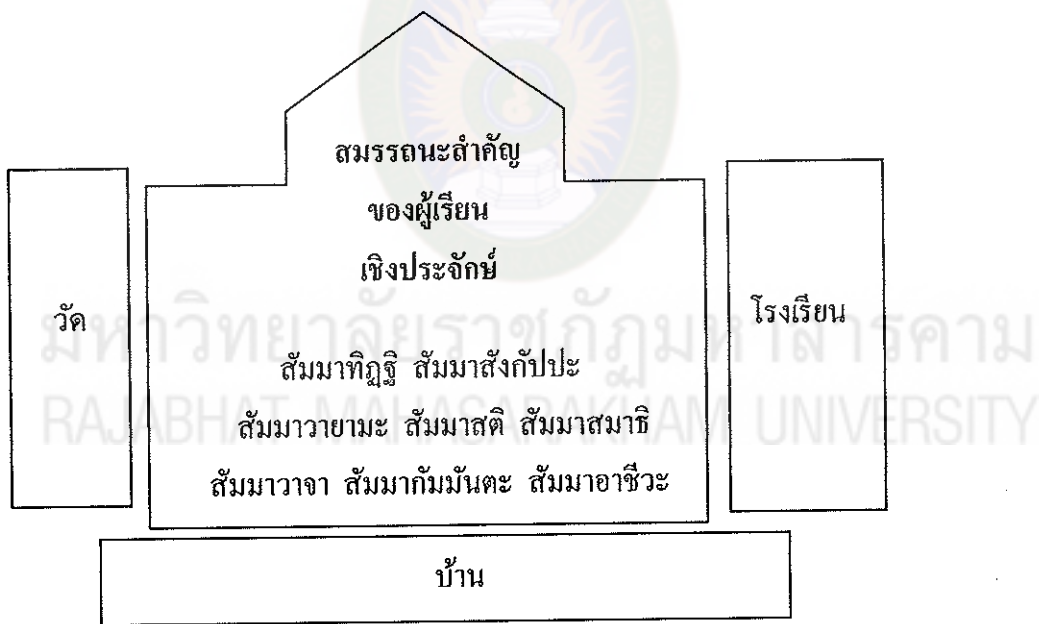 สมรรถนะสำคัญ
ของผู้เรียน
เชิงประจักษ์
วัด
โรงเรียน
สัมมาทิฏฐิ สัมมาสังกัปปะ
สัมมาวายามะ สัมมาสติ สัมมาสมาธิ
สัมมาวาจา สัมมากัมมันตะ สัมมาอาชีวะ
บ้าน
มหาวิทยาลัยราชภัฏมหาสารคาม
RAJABHAT MAHASARAKHAM UNIVERSITY